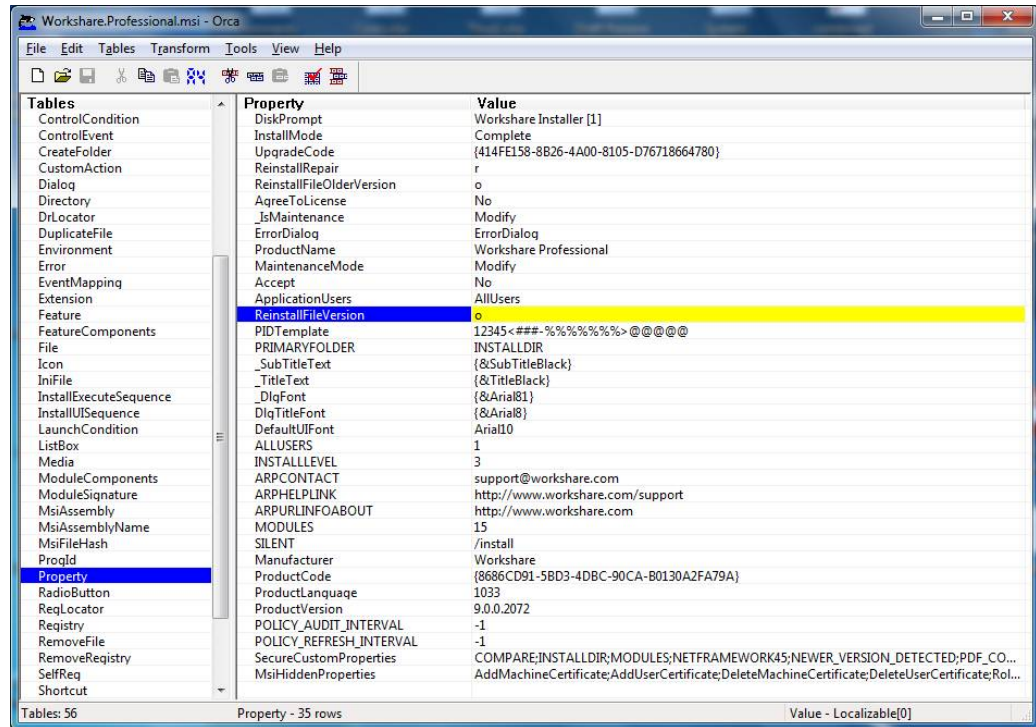 Workshare.Professional.msi - Orca
File Edit Tables Transform Tools View Help
Tables
ControlCondition
ControlEvent
CreateFolder
CustomAction
Dialog
Directory
DrLocator
DuplicateFile
Environment
Error
EventMapping
Extension
Feature
FeatureComponents
File
Icon
IniFile
InstallExecuteSequence
InstallUISequence
LaunchCondition
ListBox
Media
ModuleComponents
ModuleSignature
MsiAssembly
MsiAssemblyName
MsiFileHash
ProgId
Property
RadioButton
RegLocator
Registry
RemoveFile
RemoveRegistry
SelfReg
Shortcut
Property Value
DiskPrompt Workshare Installer [1]
InstallMode Complete
UpgradeCode {414FE158-8B26-4A00-8105-D76718664780}
ReinstallRepair r
ReinstallFileOlderVersion o
AgreeToLicense No
_IsMaintenance Modify
ErrorDialog ErrorDialog
ProductName Workshare Professional
MaintenanceMode Modify
Accept No
ApplicationUsers AllUsers
ReinstallFileVersion o
PIDTemplate 12345<###-%%%%%%%>@@@@@
PRIMARYFOLDER INSTALLDIR
_SubTitleText {&SubTitleBlack}
_TitleText {&TitleBlack}
_DlgFont {&Arial81}
DlgTitleFont {&Arial8}
DefaultUIFont Arial10
ALLUSERS 1
INSTALLLEVEL 3
ARPCONTACT support@workshare.com
ARPHELPLINK http://www.workshare.com/support
ARPURLINFOABOUT http://www.workshare.com
MODULES 15
SILENT /install
Manufacturer Workshare
ProductCode {8686CD91-5BD3-4DBC-90CA-B0130A2FA79A}
ProductLanguage 1033
ProductVersion 9.0.0.2072
POLICY_AUDIT_INTERVAL -1
POLICY_REFRESH_INTERVAL -1
SecureCustomProperties COMPARE;INSTALLDIR;MODULES;NETFRAMEWORK45;NEWER_VERSION_DETECTED;PDF_CO...
MsiHiddenProperties AddMachineCertificate;AddUserCertificate;DeleteMachineCertificate;DeleteUserCertificate;Rol...
Tables: 56 Property - 35 rows Value - Localizable[0]